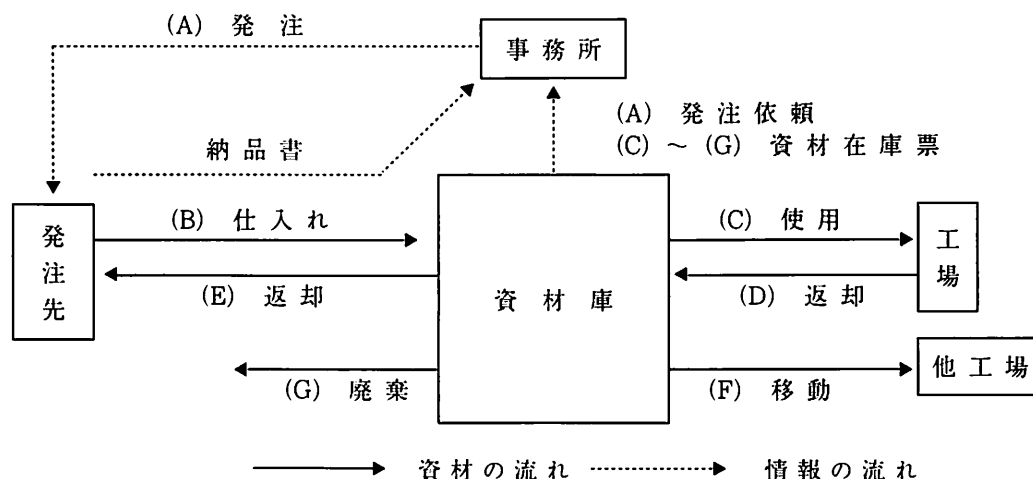 (A) 発注
事務所
(A) 発注依頼
(C) ~ (G) 資材在庫票
納品書
発注先
(B) 仕入れ
(E) 返却
(G) 廃棄
資材庫
(C) 使用
(D) 返却
(F) 移動
工場
他工場
資材の流れ
情報の流れ